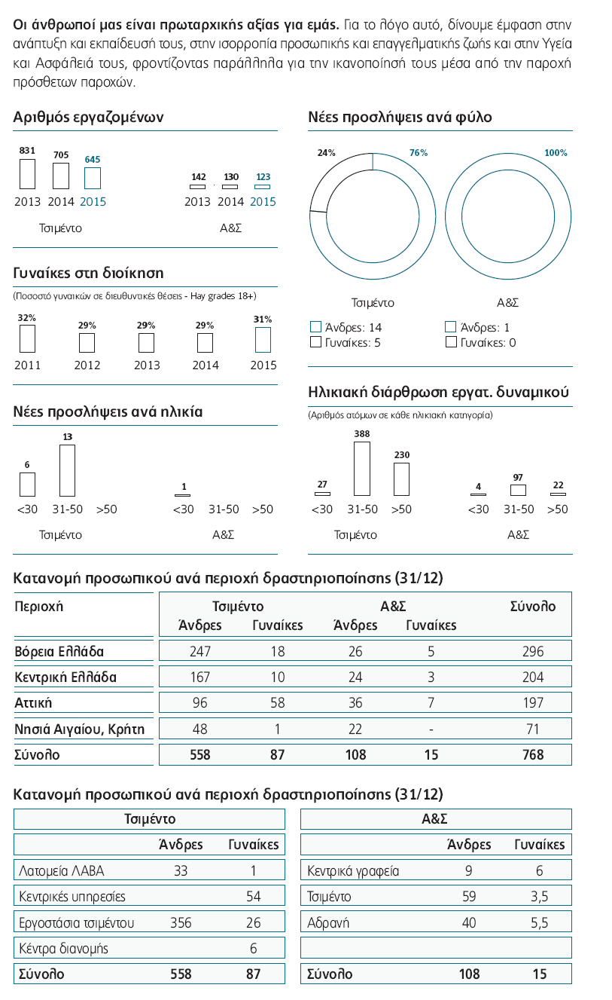 Οι άνθρωποί μας είναι πρωταρχικής αξίας για εμάς. Για το λόγο αυτό, δίνουμε έμφαση στην
ανάπτυξη και εκπαίδευσή τους, στην ισορροπία προσωπικής και επαγγελματικής ζωής και στην Υγεία
και Ασφάλειά τους, φροντίζοντας παράλληλα για την ικανοποίησή τους μέσα από την παροχή
πρόσθετων παροχών.
Αριθμός εργαζομένων
831 705 645
142 130 123
2013 2014 2015
2013 2014 2015
Τσιμέντο
Α&Σ
Γυναίκες στη διοίκηση
(Ποσοστό γυναικών σε διευθυντικές θέσεις - Hay grades 18+)
32% 29% 29% 29% 31%
2011 2012 2013 2014 2015
Νέες προσλήψεις ανά ηλικία
6 13
1
<30 31-50 >50
<30 31-50 >50
Τσιμέντο
Α&Σ
Νέες προσλήψεις ανά φύλο
24% 76%
100%
Τσιμέντο
Α&Σ
Άνδρες: 14
Γυναίκες: 5
Άνδρες: 1
Γυναίκες: 0
Ηλικιακή διάρθρωση εργατ. δυναμικού
(Αριθμός ατόμων σε κάθε ηλικιακή κατηγορία)
27 388 230
4 97 22
<30 31-50 >50
<30 31-50 >50
Τσιμέντο
Α&Σ
Κατανομή προσωπικού ανά περιοχή δραστηριοποίησης (31/12)
Περιοχή Τσιμέντο Α&Σ Σύνολο
Άνδρες Γυναίκες Άνδρες Γυναίκες
Βόρεια Ελλάδα 247 18 26 5 296
Κεντρική Ελλάδα 167 10 24 3 204
Αττική 96 58 36 7 197
Νησιά Αιγαίου, Κρήτη 48 1 22 - 71
Σύνολο 558 87 108 15 768
Κατανομή προσωπικού ανά περιοχή δραστηριοποίησης (31/12)
Τσιμέντο
Άνδρες Γυναίκες
Λατομεία ΛΑΒΑ 33 1
Κεντρικές υπηρεσίες 54
Εργοστάσια τσιμέντου 356 26
Κέντρα διανομής 6
Σύνολο 558 87
Α&Σ
Άνδρες Γυναίκες
Κεντρικά γραφεία 9 6
Τσιμέντο 59 3,5
Αδρανή 40 5,5
Σύνολο 108 15